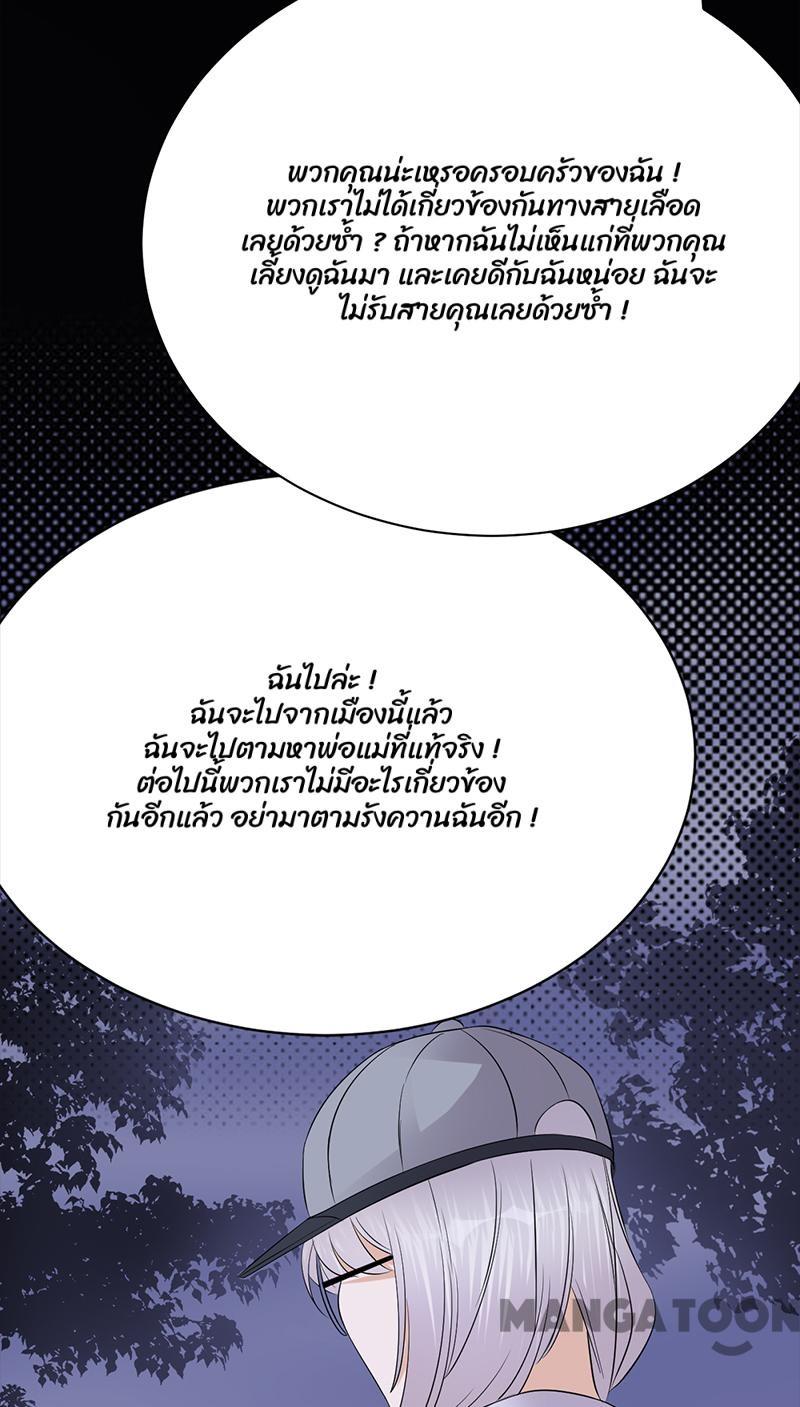 พวกคุณน่ะเหรอครอบครัวของฉัน !
พวกเราไม่ได้เกี่ยวข้องกันทางสายเลือด
เลยด้วยซ้ำ ? ถ้าหากฉันไม่เห็นแก่ที่พวกคุณ
เลี้ยงดูฉันมา และเคยดีกับฉันหน่อย ฉันจะ
ไม่รับสายคุณเลยด้วยซ้ำ !
ฉันไปล่ะ !
ฉันจะไปจากเมืองนี้แล้ว
ฉันจะไปตามหาพ่อแม่ที่แท้จริง !
ต่อไปนี้พวกเราไม่มีอะไรเกี่ยวข้อง
กันอีกแล้ว อย่ามาตามรังควานฉันอีก !
MANGATOON